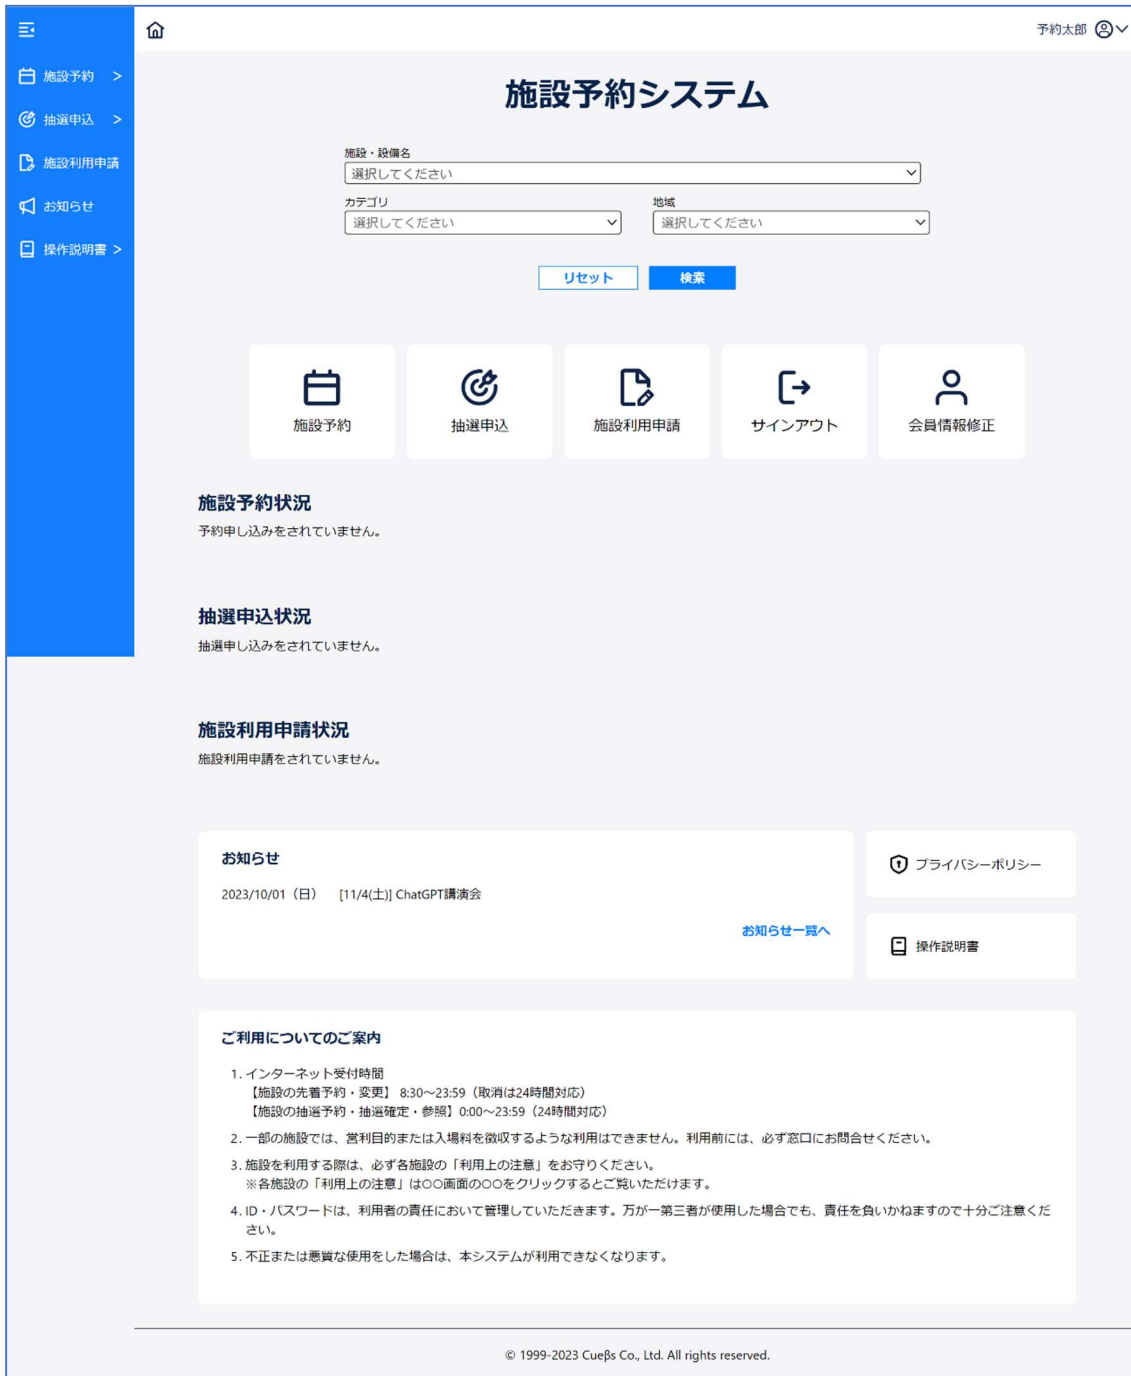 予約太郎
施設予約 >
抽選申込 >
施設利用申請
お知らせ
操作説明書 >
施設予約システム
施設・設備名
選択してください
カテゴリ 地域
選択してください 選択してください
リセット 検索
施設予約 抽選申込 施設利用申請 サインアウト 会員情報修正
施設予約状況
予約申し込みをされていません。
抽選申込状況
抽選申し込みをされていません。
施設利用申請状況
施設利用申請をされていません。
お知らせ
2023/10/01（日） [11/4(土)] ChatGPT講演会
お知らせ一覧へ
プライバシーポリシー
操作説明書
ご利用についてのご案内
1. インターネット受付時間
【施設の先着予約・変更】 8:30～23:59（取消は24時間対応）
【施設の抽選予約・抽選確定・参照】0:00～23:59（24時間対応）
2. 一部の施設では、営利目的または入場料を徴収するような利用はできません。利用前には、必ず窓口にお問合せください。
3. 施設を利用する際は、必ず各施設の「利用上の注意」をお守りください。
※各施設の「利用上の注意」は○○画面の○○をクリックするとご覧いただけます。
4. ID・パスワードは、利用者の責任において管理していただきます。万が一第三者が使用した場合でも、責任を負いかねますので十分ご注意くだ
さい。
5. 不正または悪質な使用をした場合は、本システムが利用できなくなります。
© 1999-2023 Cueβs Co., Ltd. All rights reserved.